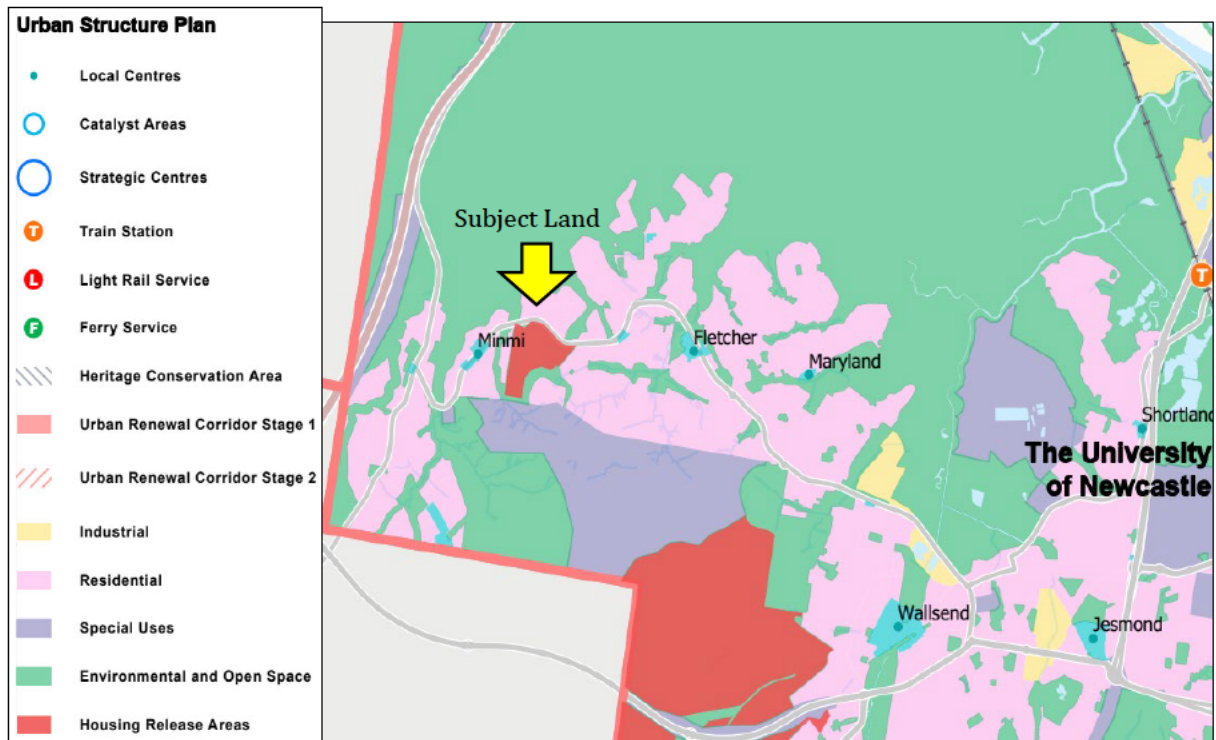 Urban Structure Plan
Local Centres
Catalyst Areas
Strategic Centres
T
Train Station
L
Light Rail Service
F
Ferry Service
Heritage Conservation Area
Urban Renewal Corridor Stage 1
Urban Renewal Corridor Stage 2
Industrial
Residential
Special Uses
Environmental and Open Space
Housing Release Areas
Subject Land
T
Minmi
Fletcher
Maryland
Shortland
The University
of Newcastle
Wallsend
Jesmond